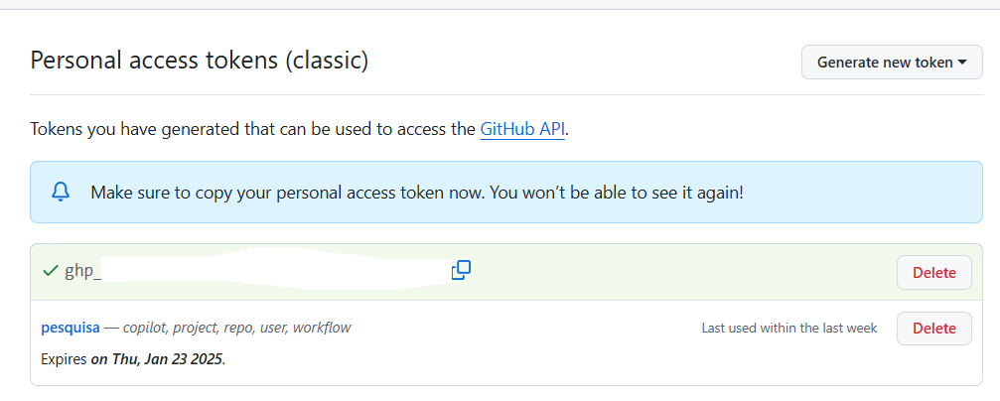 Personal access tokens (classic)
Generate new token
Tokens you have generated that can be used to access the GitHub API.
Make sure to copy your personal access token now. You won’t be able to see it again!
ghp_
Delete
pesquisa — copilot, project, repo, user, workflow
Last used within the last week
Delete
Expires on Thu, Jan 23 2025.